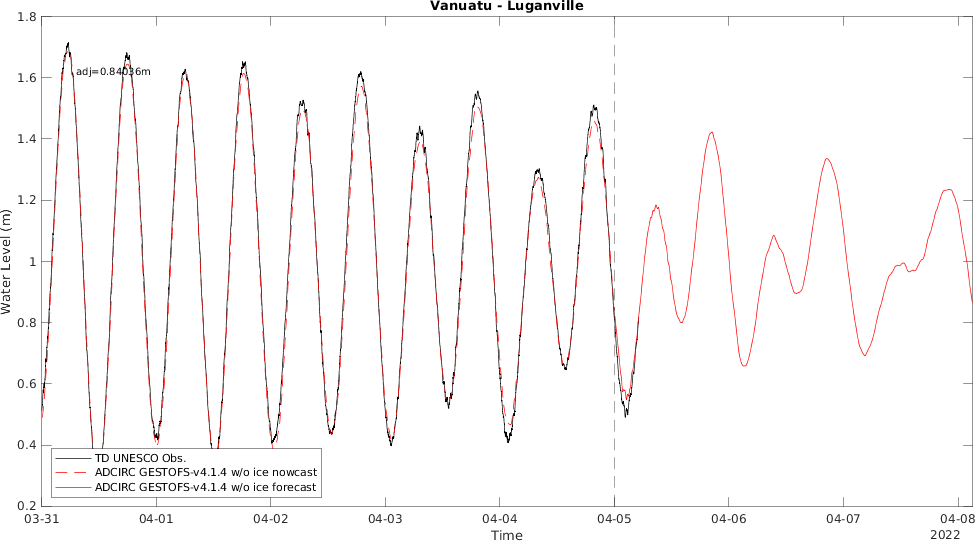 Vanuatu - Luganville
1.8
1.6
1.4
1.2
1
0.8
0.6
0.4
0.2
Water Level (m)
adj=0.84036m
TD UNESCO Obs.
ADCIRC GESTOFS-v4.1.4 w/o ice nowcast
ADCIRC GESTOFS-v4.1.4 w/o ice forecast
03-31 04-01 04-02 04-03 04-04 04-05 04-06 04-07 04-08
Time
2022